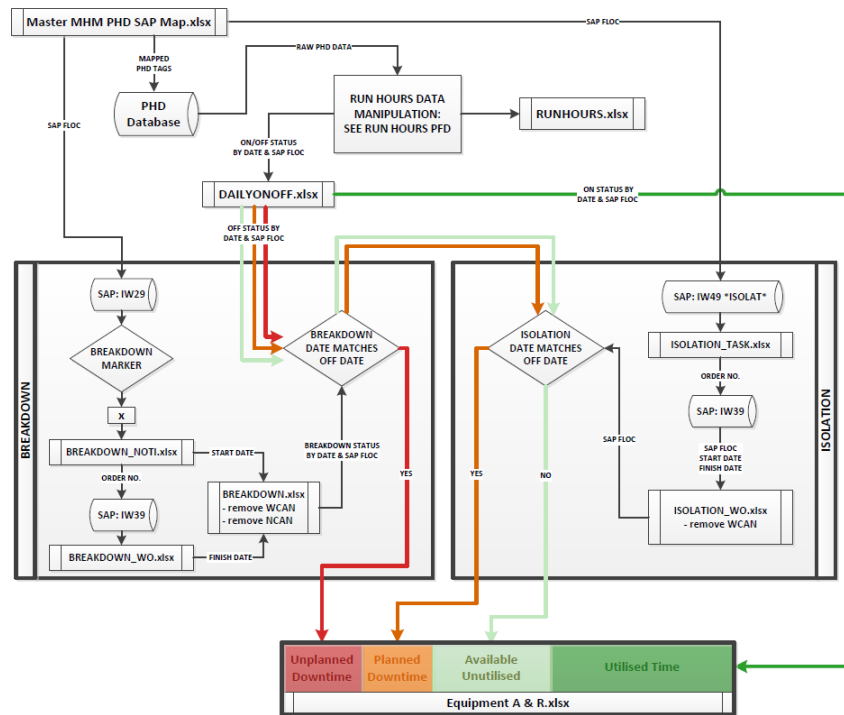 Master MHM PHD SAP Map.xlsx
SAP FLOC
MAPPED
PHD TAGS
RAW PHD DATA
PHD
Database
RUN HOURS DATA
MANIPULATION:
SEE RUN HOURS PFD
RUNHOURS.xlsx
SAP FLOC
ON/OFF STATUS
BY DATE & SAP FLOC
DAILYONOFF.xlsx
ON STATUS BY
DATE & SAP FLOC
OFF STATUS BY
DATE & SAP FLOC
BREAKDOWN
SAP: IW29
BREAKDOWN
MARKER
x
BREAKDOWN_NOTI.xlsx
START DATE
ORDER NO.
SAP: IW39
BREAKDOWN.xlsx
- remove WCAN
- remove NCAN
BREAKDOWN_WO.xlsx
FINISH DATE
BREAKDOWN
DATE MATCHES
OFF DATE
BREAKDOWN STATUS
BY DATE & SAP FLOC
YES
ISOLATION
DATE MATCHES
OFF DATE
YES
NO
SAP: IW49 *ISOLAT*
ISOLATION_TASK.xlsx
ORDER NO.
SAP: IW39
SAP FLOC
SAP FLOC
START DATE
FINISH DATE
ISOLATION_WO.xlsx
- remove WCAN
ISOLATION
Unplanned
Downtime
Planned
Downtime
Available
Unutilised
Utilised Time
Equipment A & R.xlsx